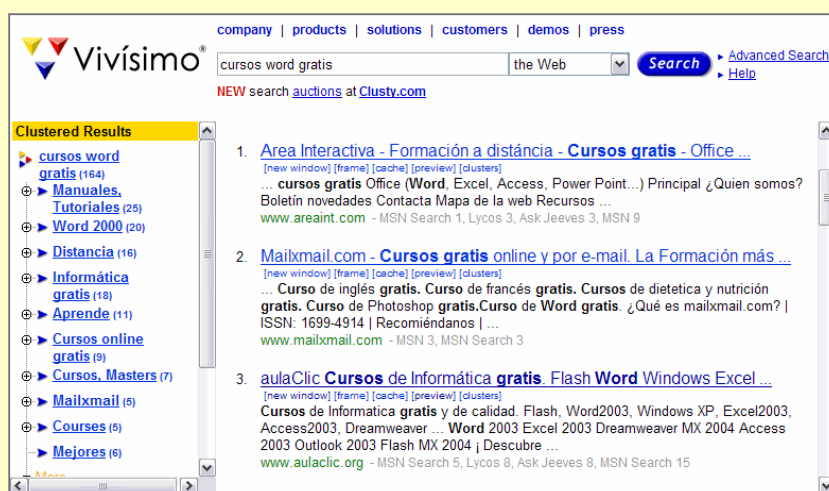 company | products | solutions | customers | demos | press
Vivísimo®
cursos word gratis
the Web
Search
Advanced Search
Help
NEW search auctions at Clusty.com
Clustered Results
cursos word
gratis (164)
Manuales,
Tutoriales (25)
Word 2000 (20)
Distancia (16)
Informática
gratis (18)
Aprende (11)
Cursos online
gratis (9)
Cursos, Masters (7)
Mailxmail (5)
Courses (5)
Mejores (6)
More
1. Area Interactiva - Formación a distáncia - Cursos gratis - Office ...
[new window] [frame] [cache] [preview] [clusters]
... cursos gratis Office (Word, Excel, Access, Power Point...) Principal ¿Quien somos?
Boletín novedades Contacta Mapa de la web Recursos ...
www.areaint.com - MSN Search 1, Lycos 3, Ask Jeeves 3, MSN 9
2. Mailxmail.com - Cursos gratis online y por e-mail. La Formación más ...
[new window] [frame] [cache] [preview] [clusters]
... Curso de inglés gratis. Curso de francés gratis. Cursos de dietetica y nutrición
gratis. Curso de Photoshop gratis.Curso de Word gratis. ¿Qué es mailxmail.com? |
ISSN: 1699-4914 | Recomiéndanos | ...
www.mailxmail.com - MSN 3, MSN Search 3
3. aulaClic Cursos de Informática gratis. Flash Word Windows Excel ...
[new window] [frame] [cache] [preview] [clusters]
Cursos de Informatica gratis y de calidad. Flash, Word2003, Windows XP, Excel2003,
Access2003, Dreamweaver ... Word 2003 Excel 2003 Dreamweaver MX 2004 Access
2003 Outlook 2003 Flash MX 2004 ¡ Descubre ...
www.aulaclic.org - MSN Search 5, Lycos 8, Ask Jeeves 8, MSN Search 15